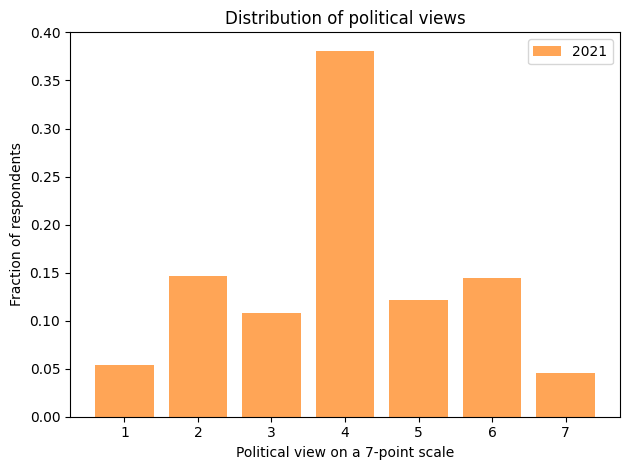 Distribution of political views
2021
Fraction of respondents
0.40
0.35
0.30
0.25
0.20
0.15
0.10
0.05
0.00
1 2 3 4 5 6 7
Political view on a 7-point scale